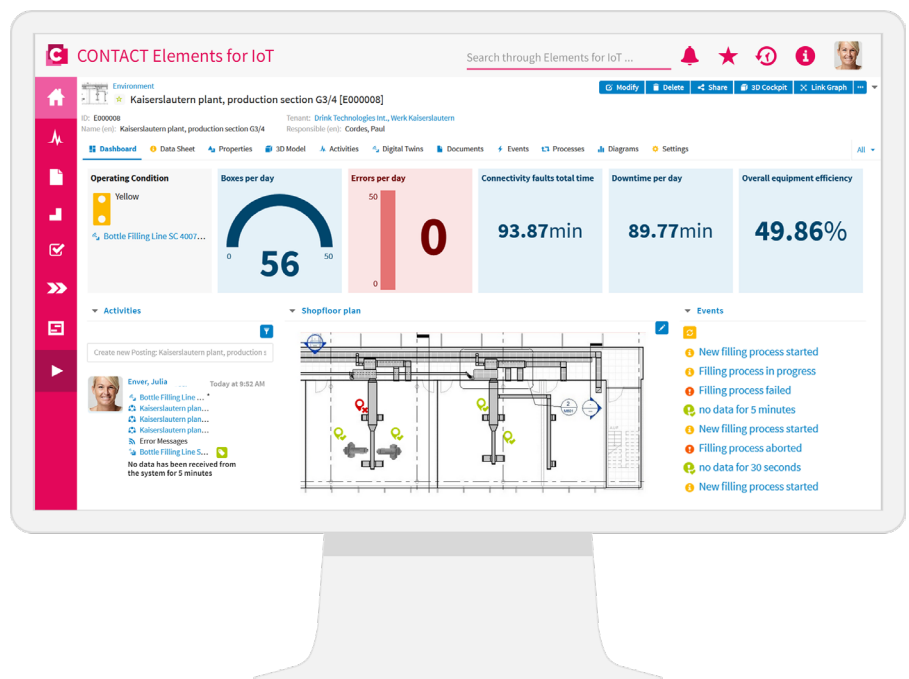 CONTACT Elements for IoT
Search through Elements for IoT ...
Environment
Kaiserslautern plant, production section G3/4 [E000008]
Modify
Delete
Share
3D Cockpit
Link Graph
ID: E000008
Tenant: Drink Technologies Int., Werk Kaiserslautern
Name (en): Kaiserslautern plant, production section G3/4
Responsible (en): Cordes, Paul
Dashboard
Data Sheet
Properties
3D Model
Activities
Digital Twins
Documents
Events
Processes
Diagrams
Settings
All
Operating Condition
Yellow
Bottle Filling Line SC 4007...
Boxes per day
0
50
56
Errors per day
50
0
0
Connectivity faults total time
93.87min
Downtime per day
89.77min
Overall equipment efficiency
49.86%
Activities
Create new Posting: Kaiserslautern plant, production s
Enver, Julia
Today at 9:52 AM
Bottle Filling Line ...
Kaiserslautern plan...
Kaiserslautern plan...
Kaiserslautern plan...
Error Messages
Bottle Filling Line S...
No data has been received from
the system for 5 minutes
Shopfloor plan
2
Events
New filling process started
Filling process in progress
Filling process failed
no data for 5 minutes
New filling process started
Filling process aborted
no data for 30 seconds
New filling process started